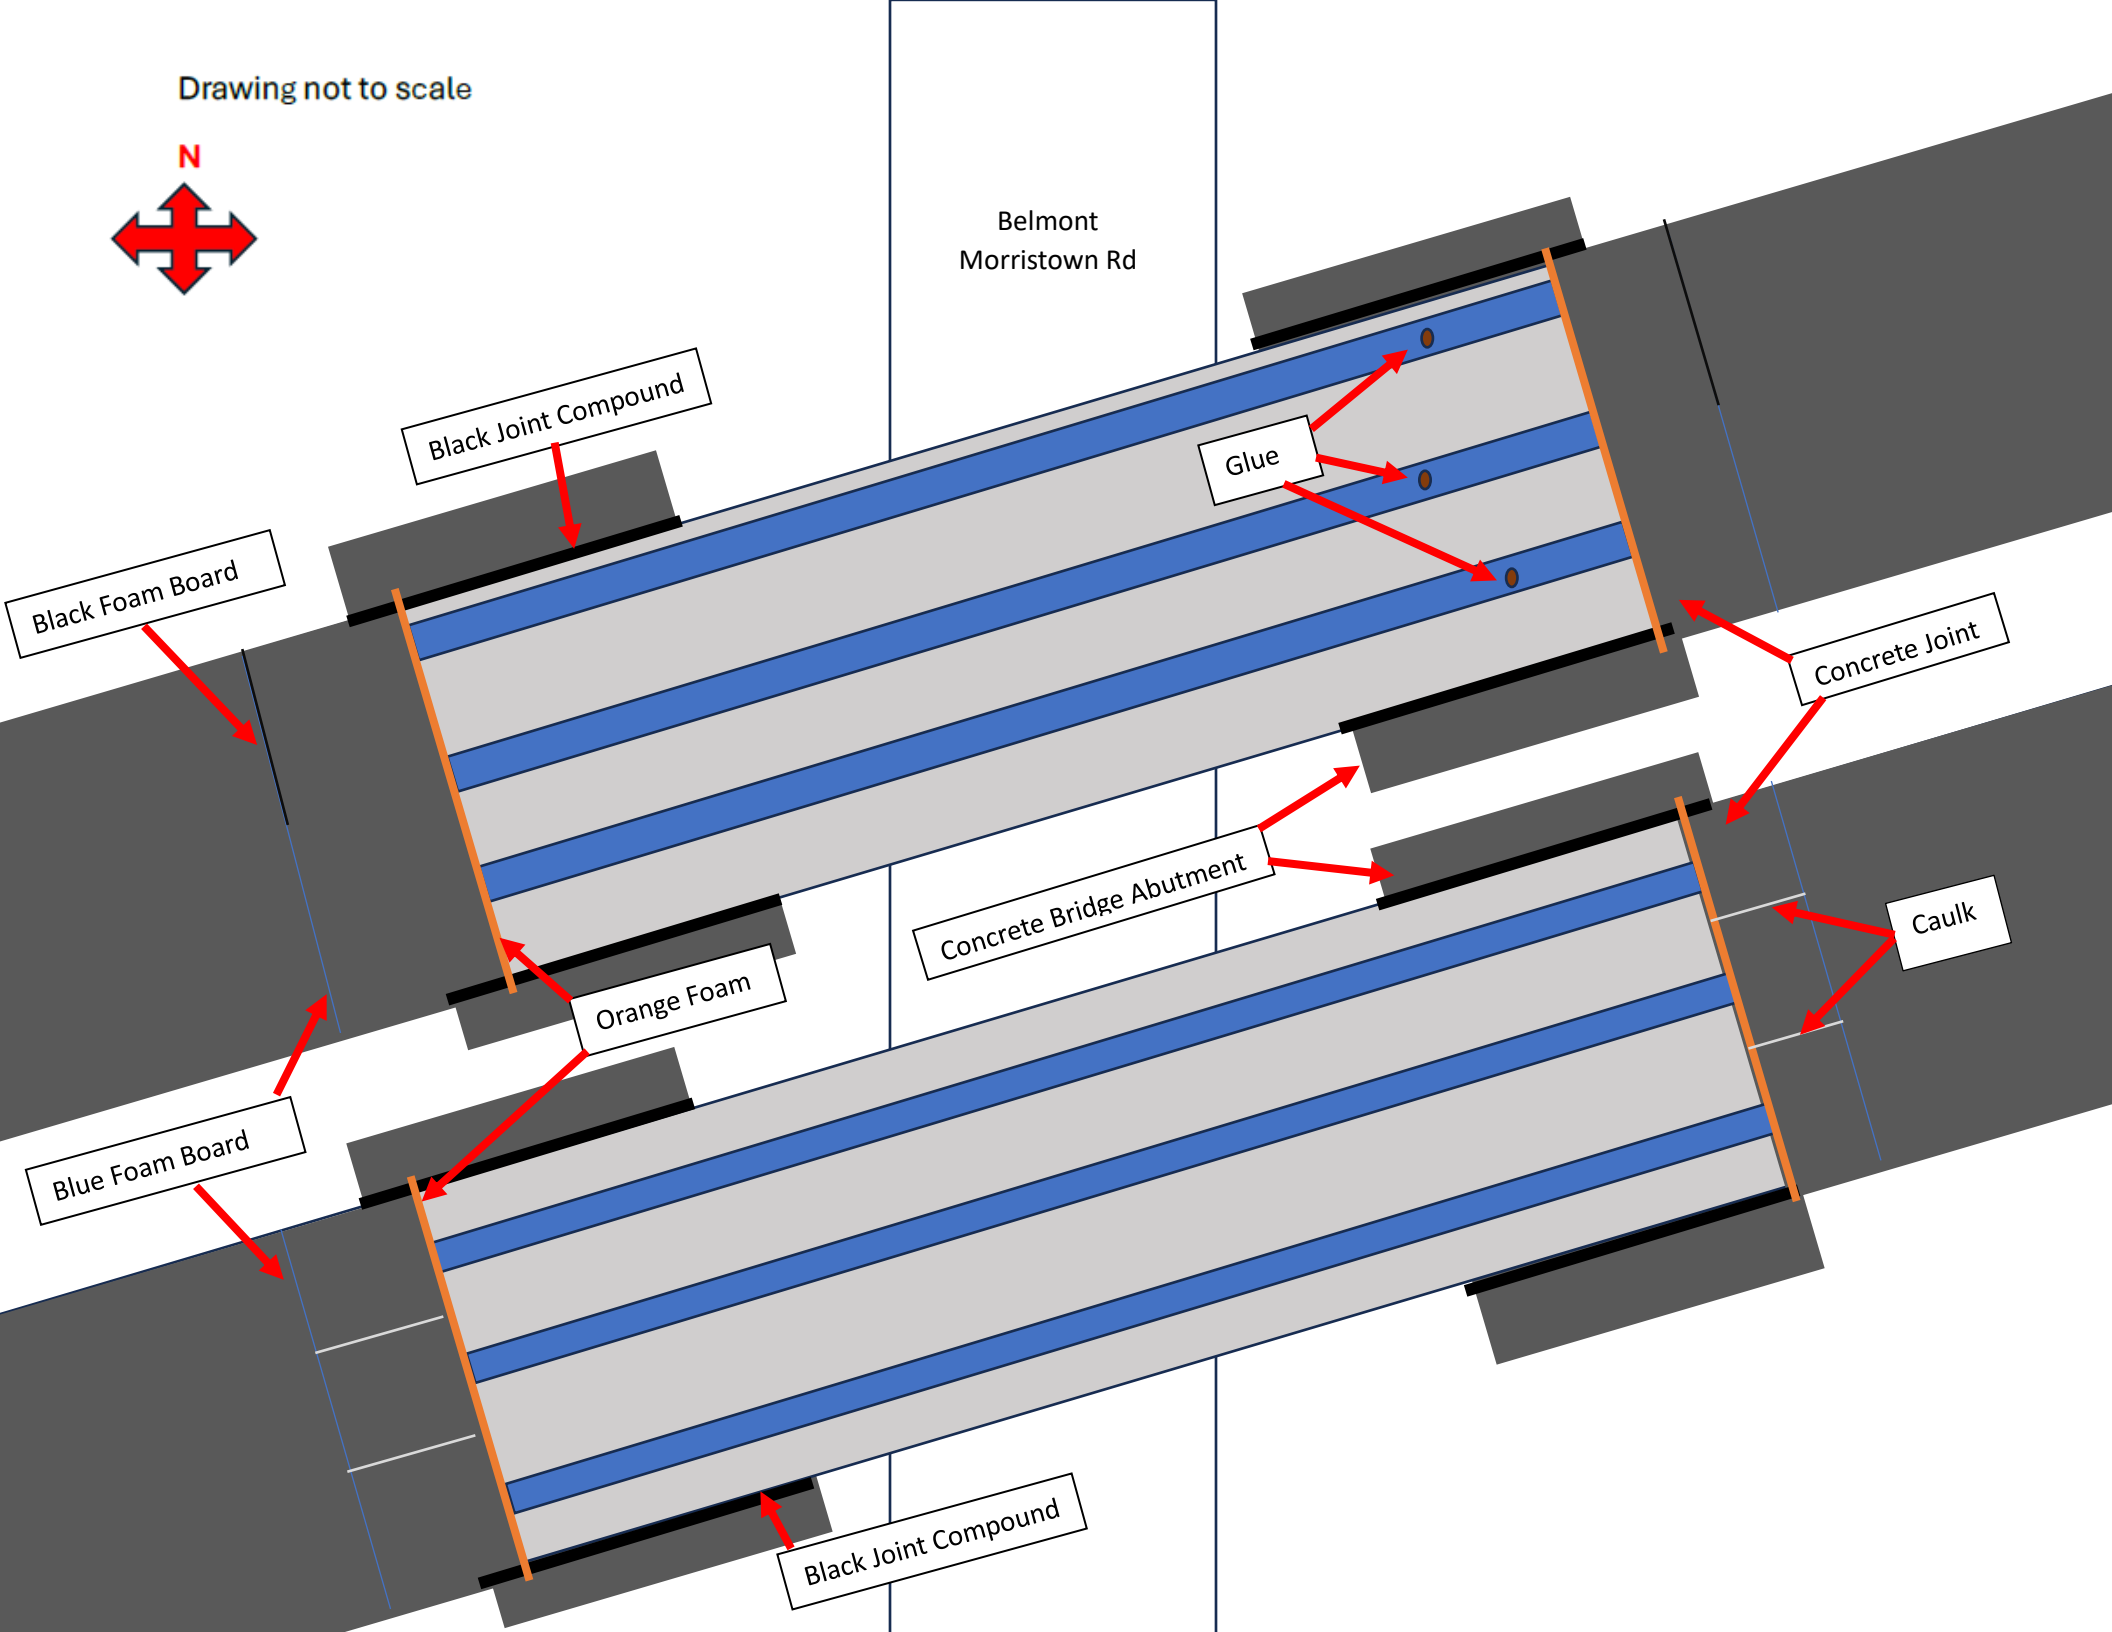 Drawing not to scale
N
Belmont
Morristown Rd
Black Joint Compound
Glue
Black Foam Board
Concrete Joint
Concrete Bridge Abutment
Caulk
Orange Foam
Blue Foam Board
Black Joint Compound